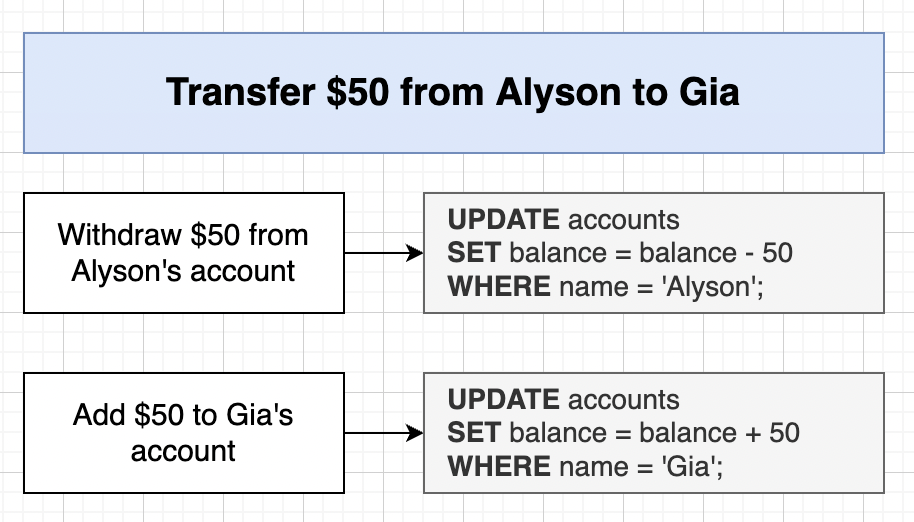 Transfer $50 from Alyson to Gia
Withdraw $50 from
Alyson's account
UPDATE accounts
SET balance = balance - 50
WHERE name = 'Alyson';
Add $50 to Gia's
account
UPDATE accounts
SET balance = balance + 50
WHERE name = 'Gia';